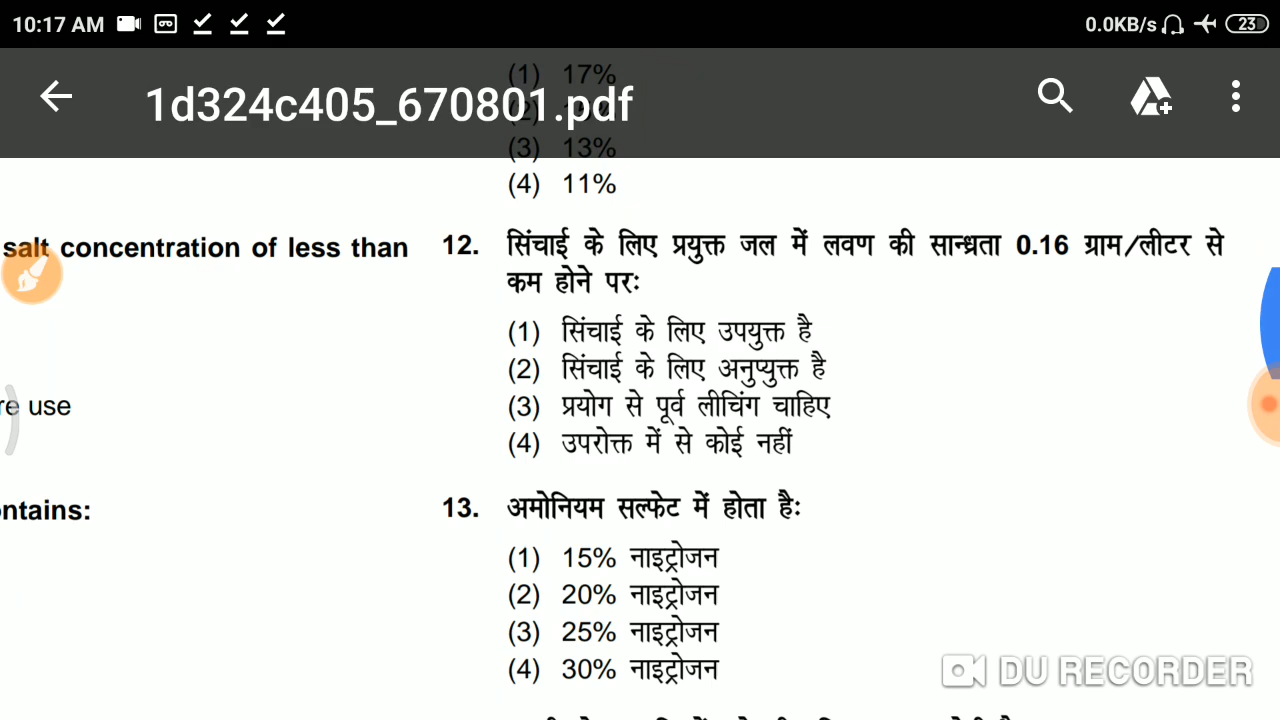 10:17 AM
0.0KB/s
23
1d324c405_670801.pdf
(1) 17%
(3) 13%
(4) 11%
salt concentration of less than
12. सिंचाई के लिए प्रयुक्त जल में लवण की सान्ध्रता 0.16 ग्राम/लीटर से
कम होने परः
(1) सिंचाई के लिए उपयुक्त है
(2) सिंचाई के लिए अनुप्युक्त है
(3) प्रयोग से पूर्व लीचिंग चाहिए
(4) उपरोक्त में से कोई नहीं
re use
ntains:
13. अमोनियम सल्फेट में होता हैः
(1) 15% नाइट्रोजन
(2) 20% नाइट्रोजन
(3) 25% नाइट्रोजन
(4) 30% नाइट्रोजन
DU RECORDER